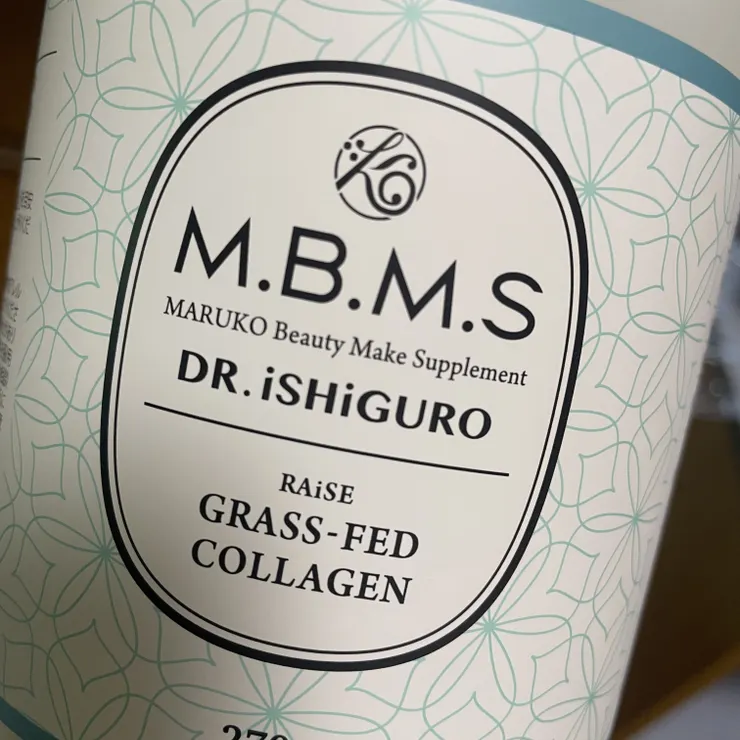 M.B.M.S
MARUKO Beauty Make Supplement
DR.iSHiGURO
RAiSE
GRASS-FED
COLLAGEN